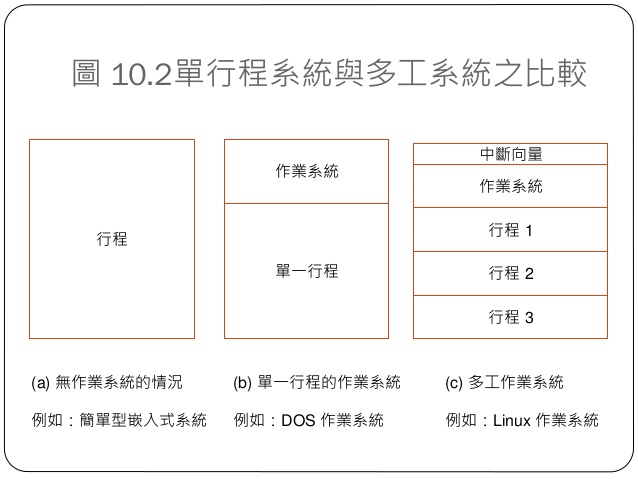 圖 10.2單行程系統與多工系統之比較
行程
作業系統
單一行程
中斷向量
作業系統
行程 1
行程 2
行程 3
(a) 無作業系統的情況
例如：簡單型嵌入式系統
(b) 單一行程的作業系統
例如：DOS 作業系統
(c) 多工作業系統
例如：Linux 作業系統